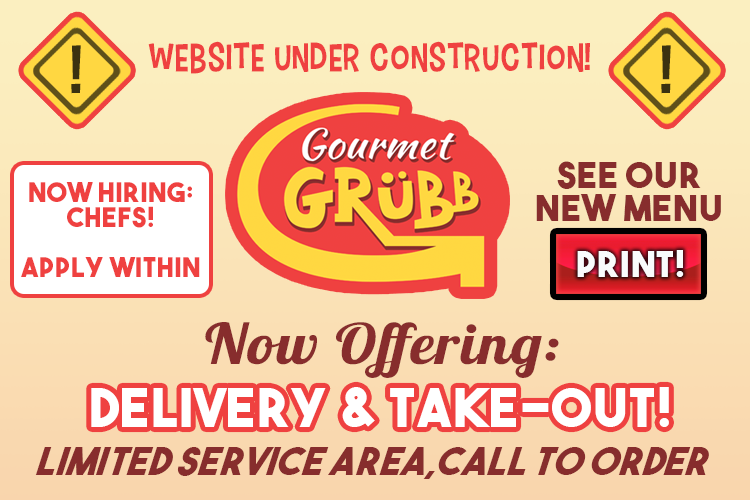 !
WEBSITE UNDER CONSTRUCTION!
!
Gourmet
GRÜBB
NOW HIRING:
CHEFS!
APPLY WITHIN
SEE OUR
NEW MENU
PRINT!
Now Offering:
DELIVERY & TAKE-OUT!
LIMITED SERVICE AREA,CALL TO ORDER